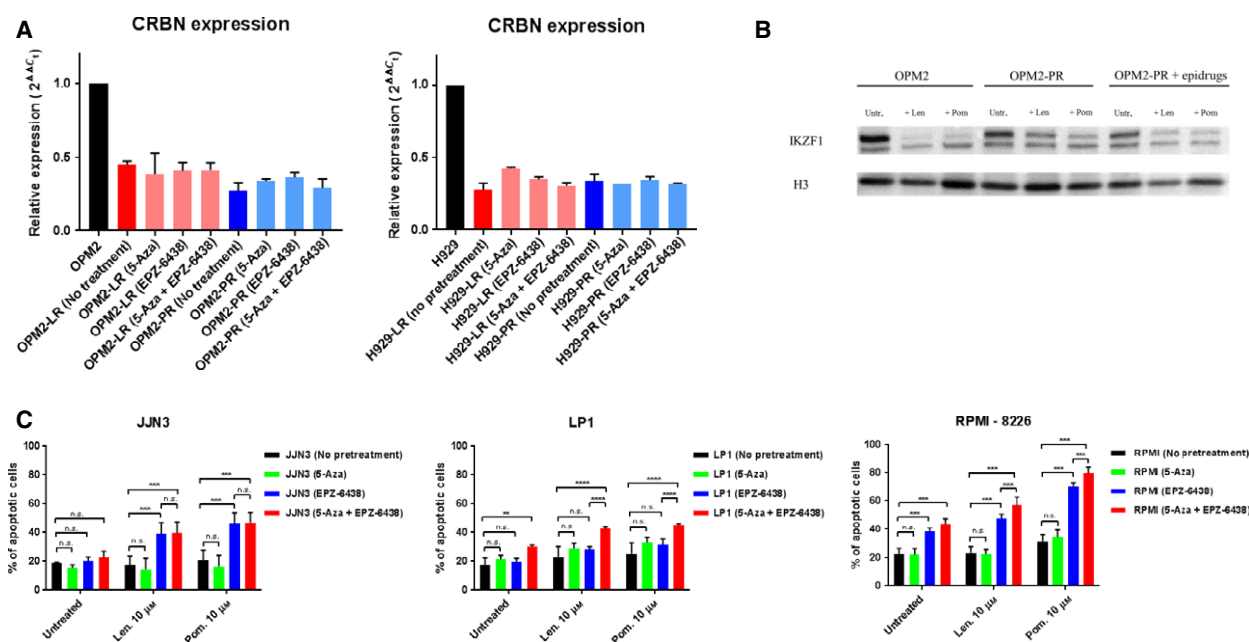 A
CRBN expression
Relative expression (2^ΔΔC_t)
1.0
0.5
0.0
OPM2
OPM2-LR (No treatment)
OPM2-LR (5-Aza)
OPM2-LR (EPZ-6438)
OPM2-LR (5-Aza + EPZ-6438)
OPM2-PR (No treatment)
OPM2-PR (5-Aza)
OPM2-PR (EPZ-6438)
OPM2-PR (5-Aza + EPZ-6438)
CRBN expression
Relative expression (2^ΔΔC_t)
1.0
0.5
0.0
H929
H929-LR (no pretreatment)
H929-LR (5-Aza)
H929-LR (EPZ-6438)
H929-LR (5-Aza + EPZ-6438)
H929-PR (No pretreatment)
H929-PR (5-Aza)
H929-PR (EPZ-6438)
H929-PR (5-Aza + EPZ-6438)
B
OPM2 OPM2-PR OPM2-PR + epidrugs
Untr. + Len + Pom Untr. + Len + Pom Untr. + Len + Pom
IKZF1
H3
C
JJN3
% of apoptotic cells
100
80
60
40
20
0
n.s.
n.s.
n.s.
***
***
n.s.
n.s.
***
***
n.s.
n.s.
Untreated
Len. 10 µM
Pom. 10 µM
JJN3 (No pretreatment)
JJN3 (5-Aza)
JJN3 (EPZ-6438)
JJN3 (5-Aza + EPZ-6438)
LP1
% of apoptotic cells
100
80
60
40
20
0
**
n.s.
n.s.
****
n.s.
****
n.s.
****
n.s.
****
n.s.
Untreated
Len. 10 µM
Pom. 10 µM
LP1 (No pretreatment)
LP1 (5-Aza)
LP1 (EPZ-6438)
LP1 (5-Aza + EPZ-6438)
RPMI - 8226
% of apoptotic cells
100
80
60
40
20
0
***
***
n.s.
***
***
***
n.s.
***
***
***
n.s.
Untreated
Len. 10 µM
Pom. 10 µM
RPMI (No pretreatment)
RPMI (5-Aza)
RPMI (EPZ-6438)
RPMI (5-Aza + EPZ-6438)